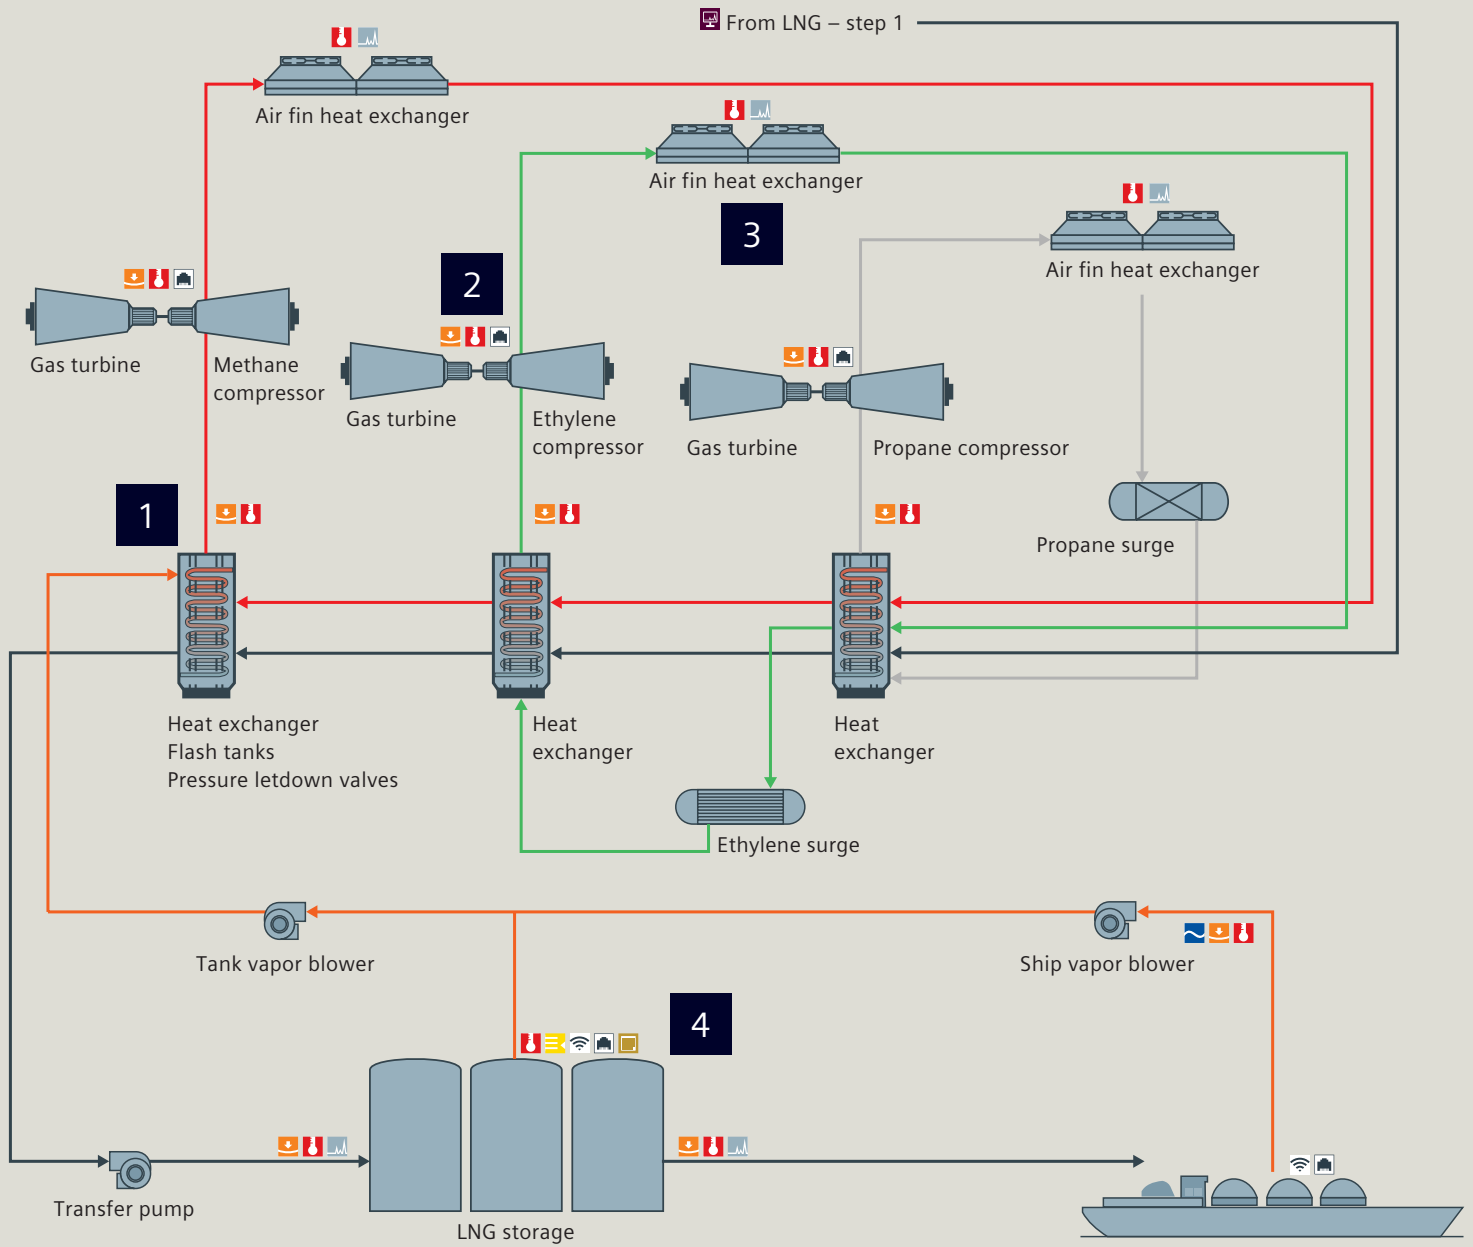 From LNG – step 1
Air fin heat exchanger
Air fin heat exchanger
3
Air fin heat exchanger
2
Gas turbine
Methane
compressor
Gas turbine
Ethylene
compressor
Gas turbine
Propane compressor
1
Propane surge
Heat exchanger
Flash tanks
Pressure letdown valves
Heat
exchanger
Heat
exchanger
Ethylene surge
Tank vapor blower
Ship vapor blower
4
Transfer pump
LNG storage